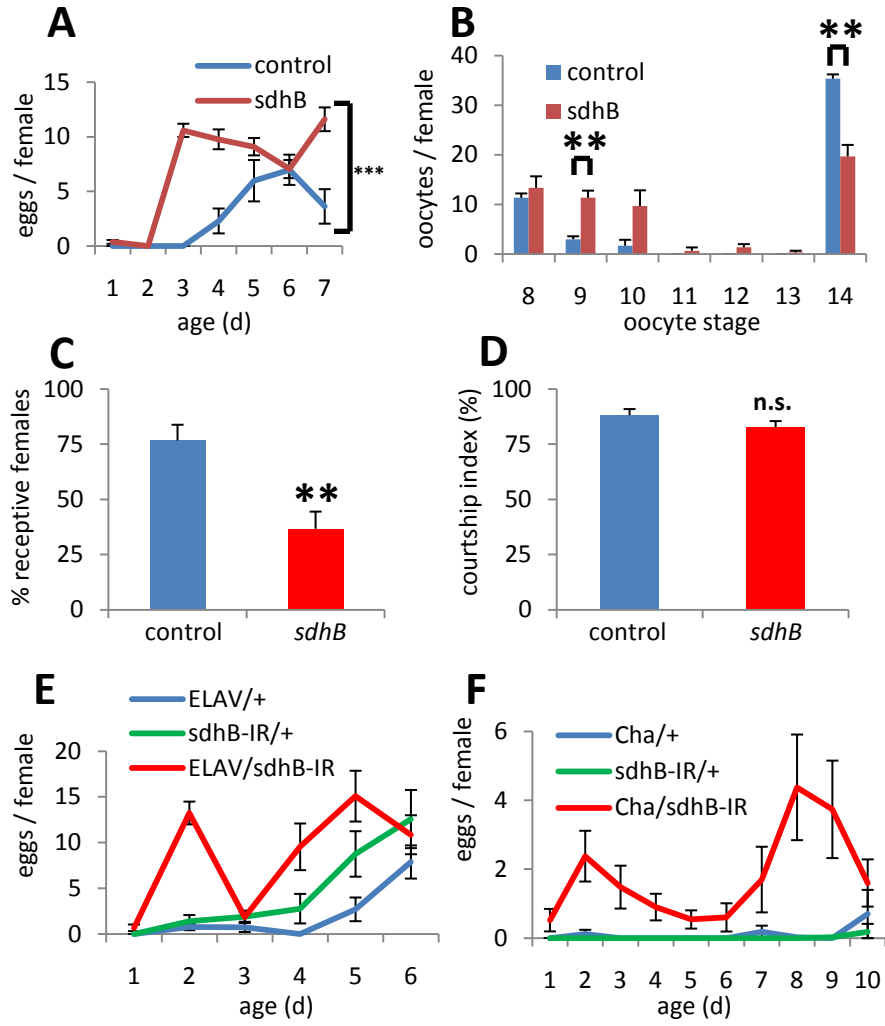 A
eggs / female
control
sdhB
15
10
5
0
***
1 2 3 4 5 6 7
age (d)
B
oocytes / female
control
sdhB
40
30
20
10
0
**
**
8 9 10 11 12 13 14
oocyte stage
C
% receptive females
100
75
50
25
0
**
control sdhB
D
courtship index (%)
100
75
50
25
0
n.s.
control sdhB
E
eggs / female
ELAV/+
sdhB-IR/+
ELAV/sdhB-IR
20
15
10
5
0
1 2 3 4 5 6
age (d)
F
eggs / female
Cha/+
sdhB-IR/+
Cha/sdhB-IR
6
4
2
0
1 2 3 4 5 6 7 8 9 10
age (d)